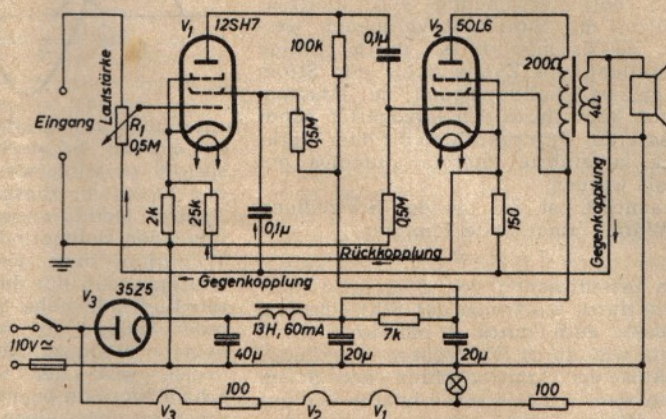 V₁ 12SH7
V₂ 50L6
0,1µ
100k
200Ω
4Ω
Lautstärke
Eingang
R₁
0,5M
0,5M
2k
25k
0,1µ
0,5M
150
Gegenkopplung
Rückkopplung
Gegenkopplung
V₃ 35Z5
13H, 60mA
7k
110V ≃
40µ
20µ
20µ
100
100
V₃
V₂
V₁